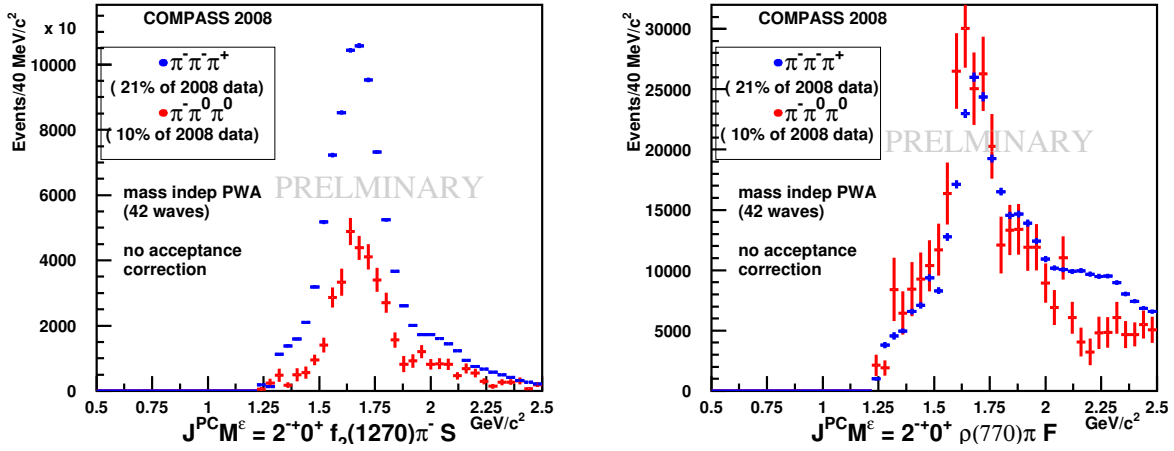 COMPASS 2008
x 10
Events/40 MeV/c²
10000
8000
6000
4000
2000
0
π⁻π⁻π⁺
( 21% of 2008 data)
π⁻π⁰π⁰
( 10% of 2008 data)
PRELMINARY
mass indep PWA
(42 waves)
no acceptance
correction
0.5 0.75 1 1.25 1.5 1.75 2 2.25 2.5
GeV/c²
JᴾᶜMᵋ = 2⁻⁺0⁺ f₂(1270)π⁻ S
COMPASS 2008
Events/40 MeV/c²
30000
25000
20000
15000
10000
5000
0
π⁻π⁻π⁺
( 21% of 2008 data)
π⁻π⁰π⁰
( 10% of 2008 data)
PRELMINARY
mass indep PWA
(42 waves)
no acceptance
correction
0.5 0.75 1 1.25 1.5 1.75 2 2.25 2.5
GeV/c²
JᴾᶜMᵋ = 2⁻⁺0⁺ ρ(770)π F